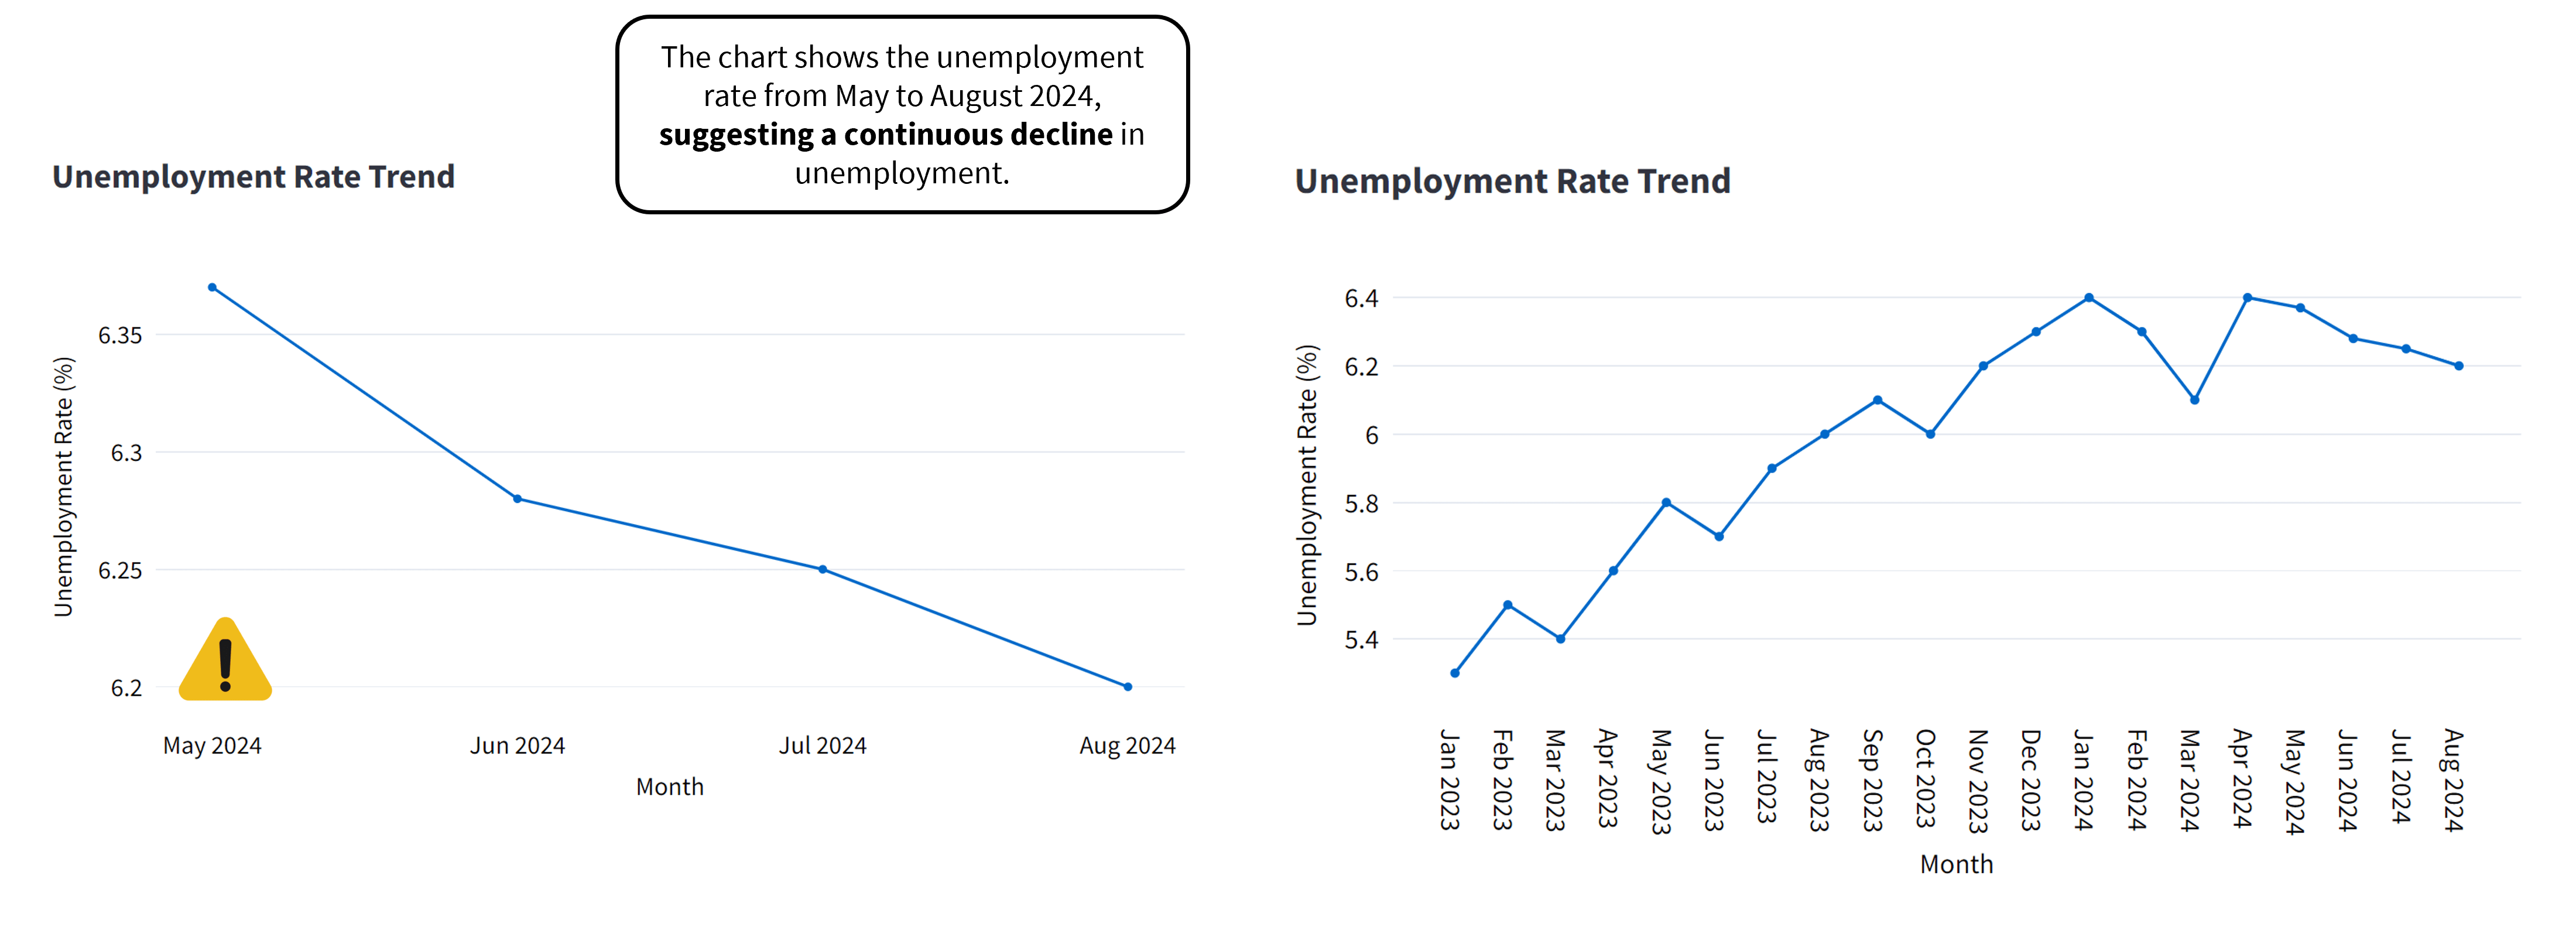 The chart shows the unemployment
rate from May to August 2024,
suggesting a continuous decline in
unemployment.
Unemployment Rate Trend
Unemployment Rate (%)
6.35
6.3
6.25
6.2
!
May 2024
Jun 2024
Jul 2024
Aug 2024
Month
Unemployment Rate Trend
Unemployment Rate (%)
6.4
6.2
6
5.8
5.6
5.4
Jan 2023
Feb 2023
Mar 2023
Apr 2023
May 2023
Jun 2023
Jul 2023
Aug 2023
Sep 2023
Oct 2023
Nov 2023
Dec 2023
Jan 2024
Feb 2024
Mar 2024
Apr 2024
May 2024
Jun 2024
Jul 2024
Aug 2024
Month